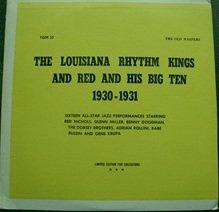 TOM 32
THE OLD MASTERS
THE LOUISIANA RHYTHM KINGS
AND RED AND HIS BIG TEN
1930-1931
SIXTEEN ALL-STAR JAZZ PERFORMANCES STARRING
RED NICHOLS, GLENN MILLER, BENNY GOODMAN,
THE DORSEY BROTHERS, ADRIAN ROLLINI, BABE
RUSSIN AND GENE KRUPA
LIMITED EDITION FOR COLLECTORS